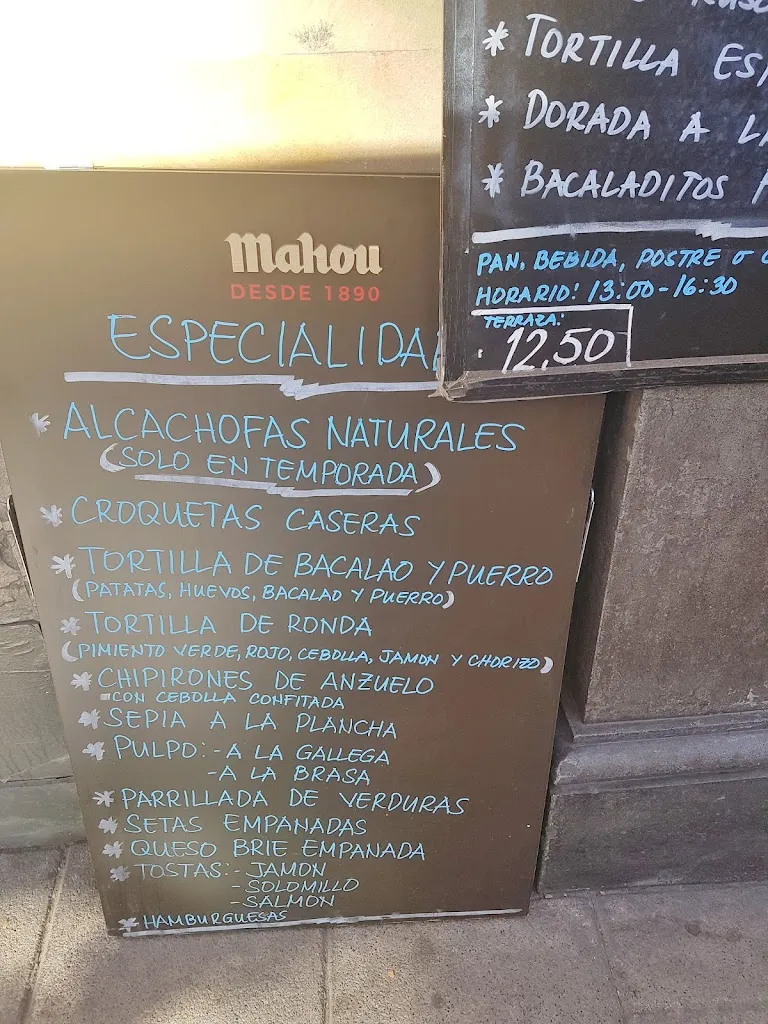 * TORTILLA
* DORADA A
* BACALADITOS
PAN, BEBIDA, POSTRE O
HORARIO: 13:00-16:30
TERRAZA:
12,50
Mahou
DESDE 1890
* ALCACHOFAS NATURALES
(SOLO EN TEMPORADA)
* CROQUETAS CASERAS
* TORTILLA DE BACALAO Y PUERRO
(PATATAS, HUEVOS, BACALAO Y PUERRO)
* TORTILLA DE RONDA
(PIMIENTO VERDE, ROJO, CEBOLLA, JAMON Y CHORIZO)
* CHIPIRONES DE ANZUELO
CON CEBOLLA CONFITADA
* SEPIA A LA PLANCHA
* PULPO: - A LA GALLEGA
- A LA BRASA
* PARRILLADA DE VERDURAS
* SETAS EMPANADAS
* QUESO BRIE EMPANADA
* TOSTAS: - JAMON
- SOLOMILLO
- SALMON
* HAMBURGUESAS